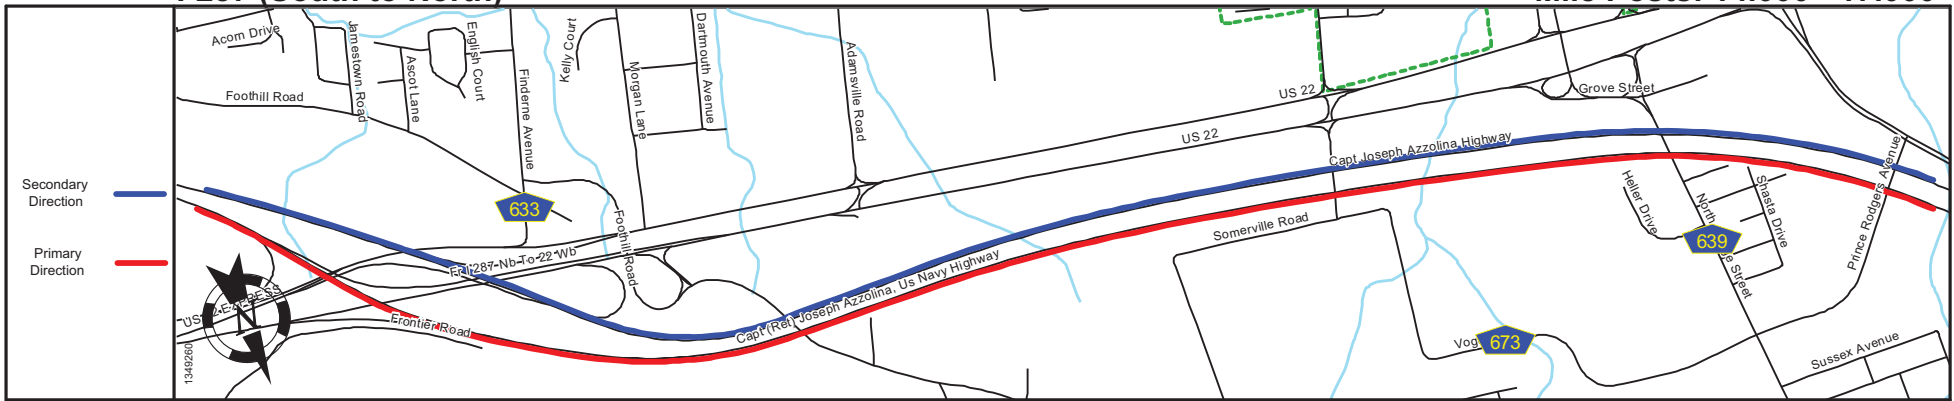 Secondary
Direction
Primary
Direction
Acorn Drive
Jamestown Road
English Court
Ascot Lane
Finderne Avenue
Kelly Court
Morgan Lane
Dartmouth Avenue
Adamsville Road
Foothill Road
US 22
US 22
Grove Street
Capt Joseph Azzolina Highway
633
Foothill Road
Fr I 287 Nb To 22 Wb
Somerville Road
Capt (Ret) Joseph Azzolina, Us Navy Highway
Frontier Road
Heller Drive
North
639
Street
Shasta Drive
Prince Rodgers Avenue
673
Sussex Avenue
N
1349260